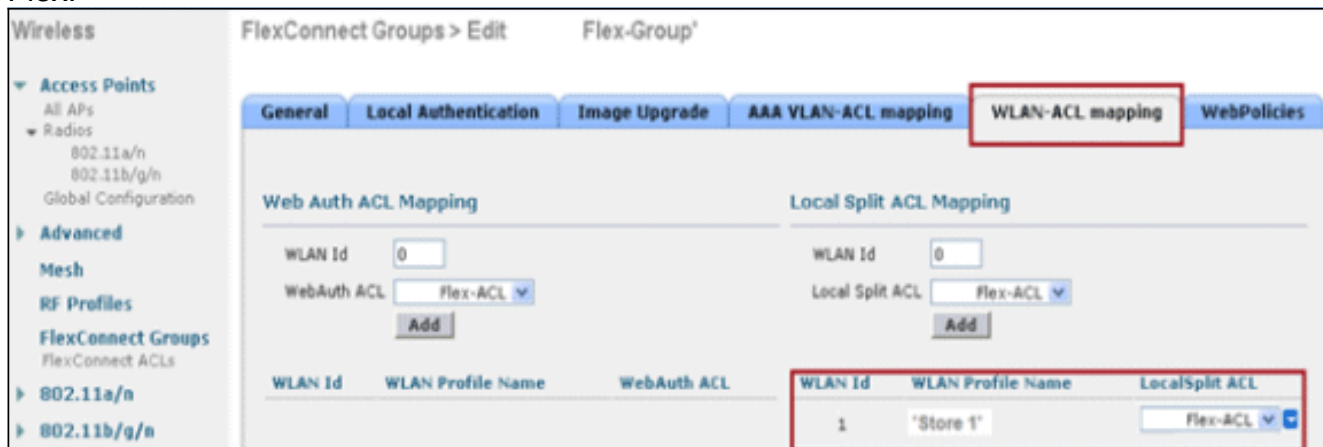 Wireless
FlexConnect Groups > Edit Flex-Group'
Access Points
All APs
Radios
802.11a/n
802.11b/g/n
Global Configuration
Advanced
Mesh
RF Profiles
FlexConnect Groups
FlexConnect ACLs
802.11a/n
802.11b/g/n
General Local Authentication Image Upgrade AAA VLAN-ACL mapping WLAN-ACL mapping WebPolicies
Web Auth ACL Mapping
WLAN Id 0
WebAuth ACL Flex-ACL
Add
WLAN Id WLAN Profile Name WebAuth ACL
Local Split ACL Mapping
WLAN Id 0
Local Split ACL Flex-ACL
Add
WLAN Id WLAN Profile Name LocalSplit ACL
1 'Store 1' Flex-ACL